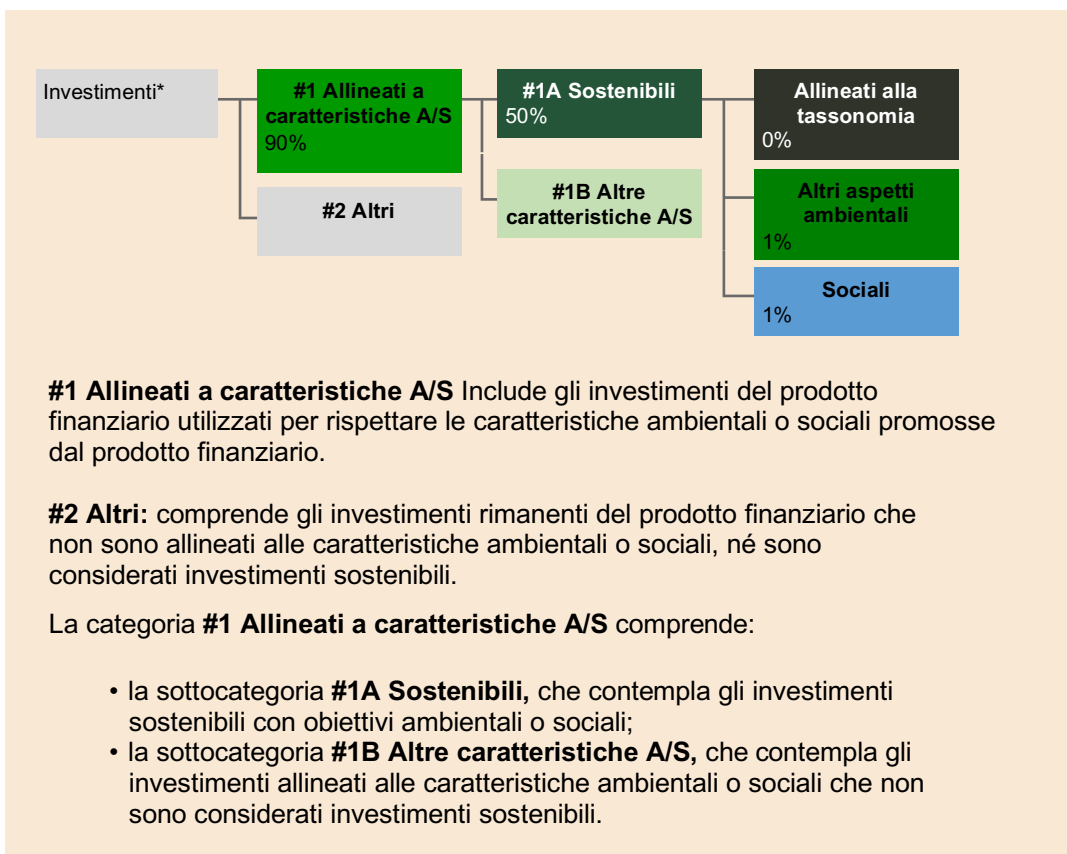 Investimenti*
#1 Allineati a
caratteristiche A/S
90%
#2 Altri
#1A Sostenibili
50%
#1B Altre
caratteristiche A/S
Allineati alla
tassonomia
0%
Altri aspetti
ambientali
1%
Sociali
1%
#1 Allineati a caratteristiche A/S Include gli investimenti del prodotto
finanziario utilizzati per rispettare le caratteristiche ambientali o sociali promosse
dal prodotto finanziario.
#2 Altri: comprende gli investimenti rimanenti del prodotto finanziario che
non sono allineati alle caratteristiche ambientali o sociali, né sono
considerati investimenti sostenibili.
La categoria #1 Allineati a caratteristiche A/S comprende:
• la sottocategoria #1A Sostenibili, che contempla gli investimenti
sostenibili con obiettivi ambientali o sociali;
• la sottocategoria #1B Altre caratteristiche A/S, che contempla gli
investimenti allineati alle caratteristiche ambientali o sociali che non
sono considerati investimenti sostenibili.